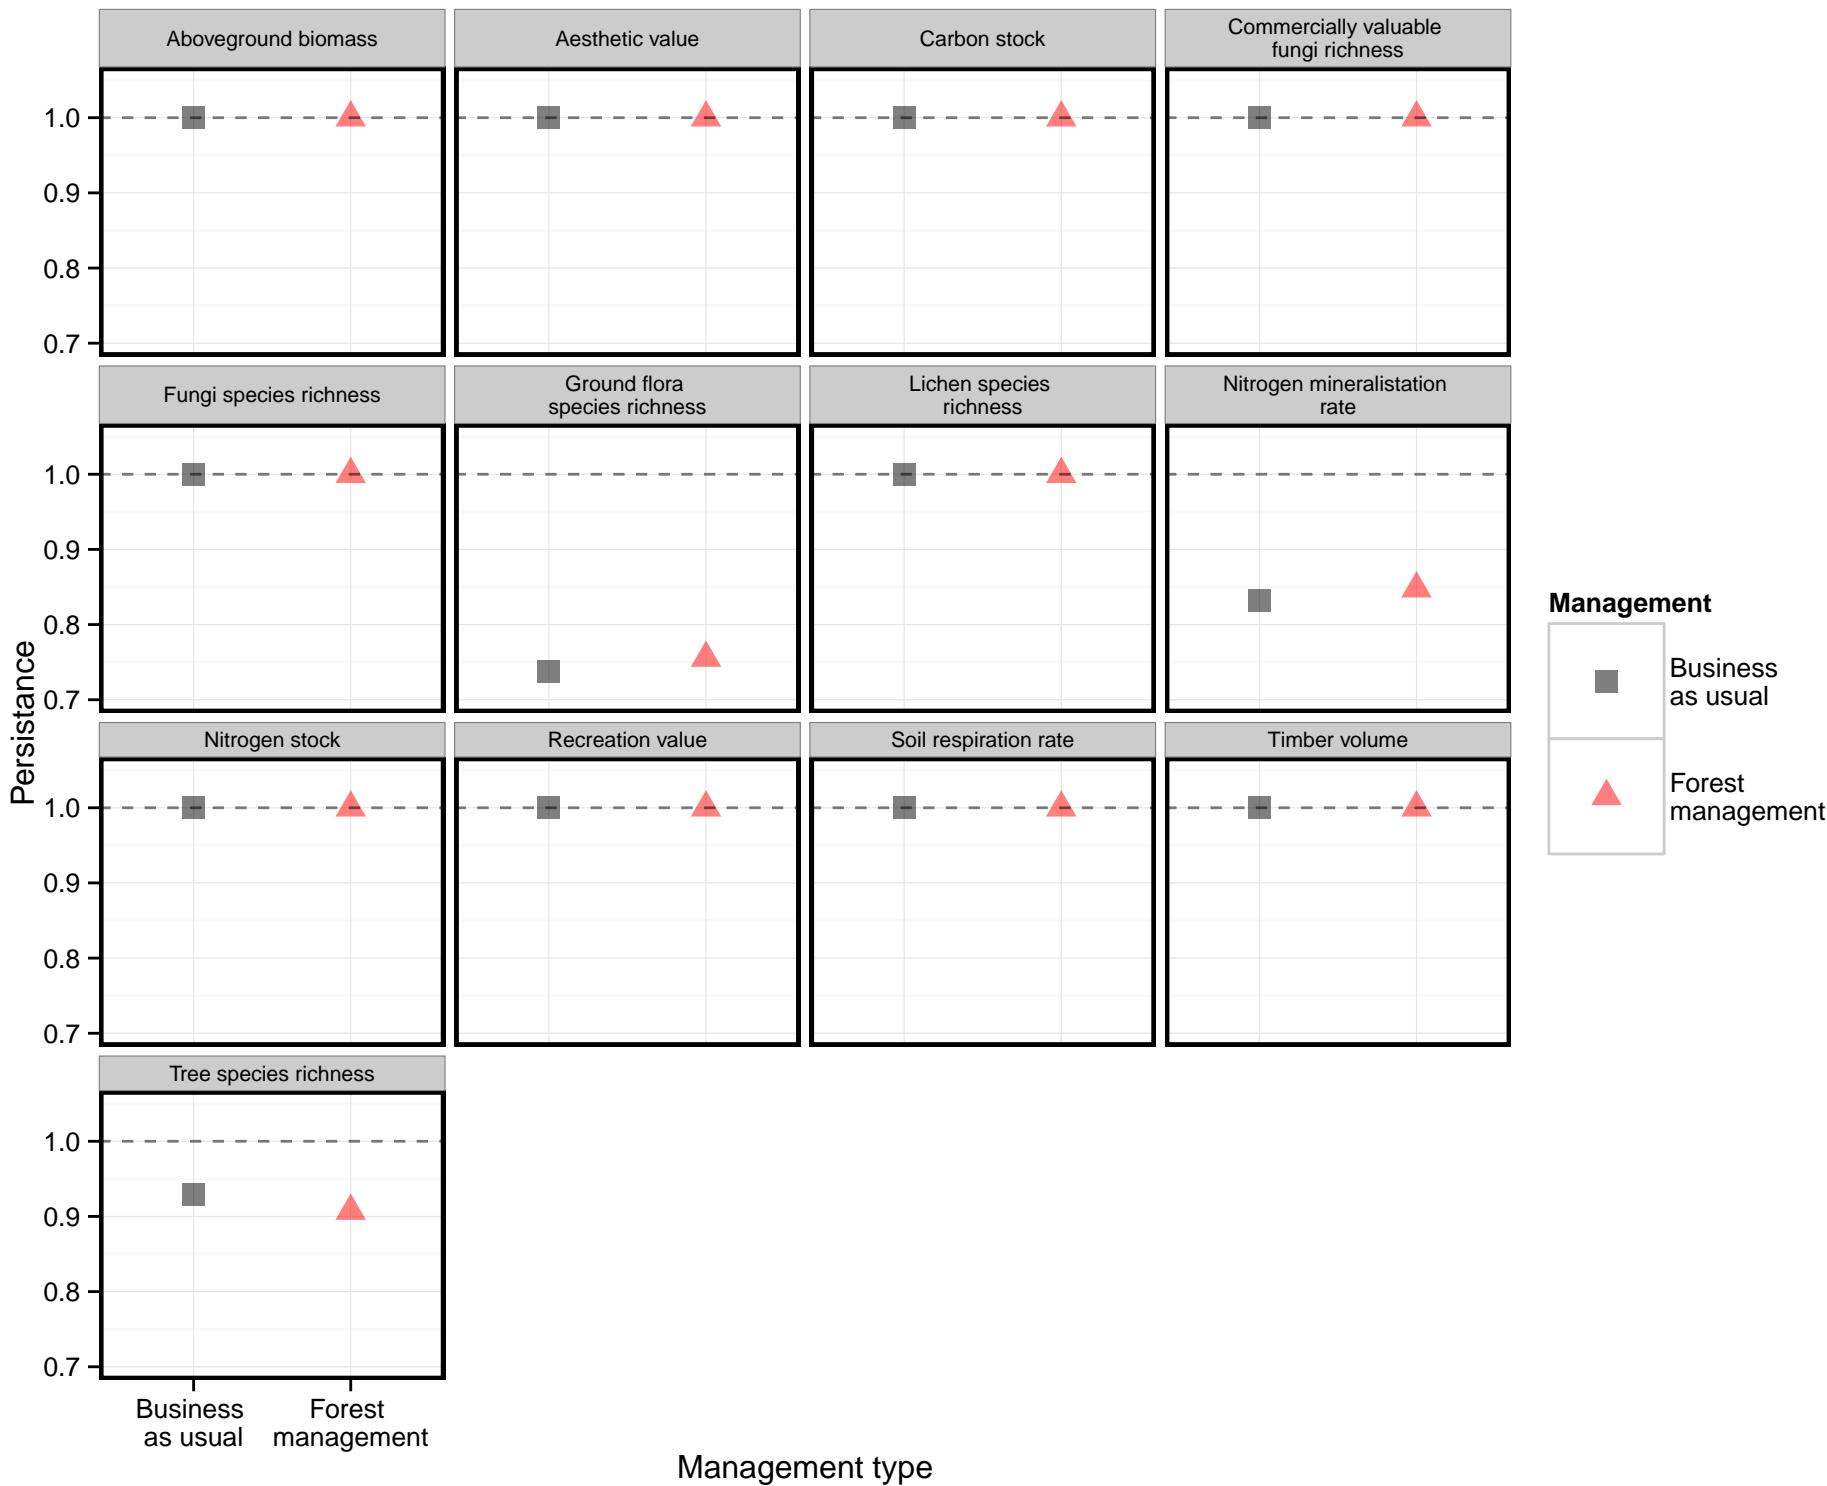 Aboveground biomass
Aesthetic value
Carbon stock
Commercially valuable
fungi richness
1.0
0.9
0.8
0.7
Fungi species richness
Ground flora
species richness
Lichen species
richness
Nitrogen mineralistation
rate
1.0
0.9
0.8
0.7
Nitrogen stock
Recreation value
Soil respiration rate
Timber volume
1.0
0.9
0.8
0.7
Tree species richness
1.0
0.9
0.8
0.7
Business
as usual
Forest
management
Management type
Persistance
Management
Business
as usual
Forest
management